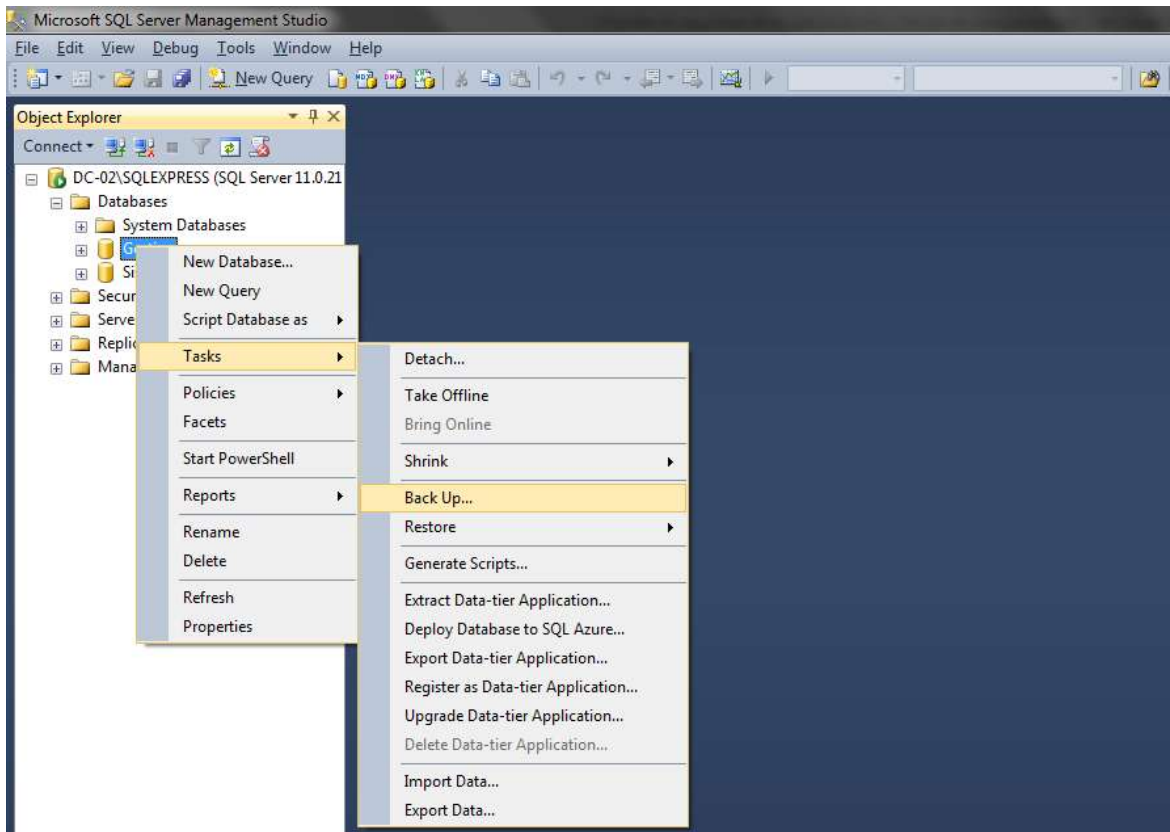 Microsoft SQL Server Management Studio
File Edit View Debug Tools Window Help
New Query
Object Explorer
Connect
DC-02\SQLEXPRESS (SQL Server 11.0.21
Databases
System Databases
Secur
Serve
Replic
Mana
New Database...
New Query
Script Database as
Tasks
Policies
Facets
Start PowerShell
Reports
Rename
Delete
Refresh
Properties
Detach...
Take Offline
Bring Online
Shrink
Back Up...
Restore
Generate Scripts...
Extract Data-tier Application...
Deploy Database to SQL Azure...
Export Data-tier Application...
Register as Data-tier Application...
Upgrade Data-tier Application...
Delete Data-tier Application...
Import Data...
Export Data...